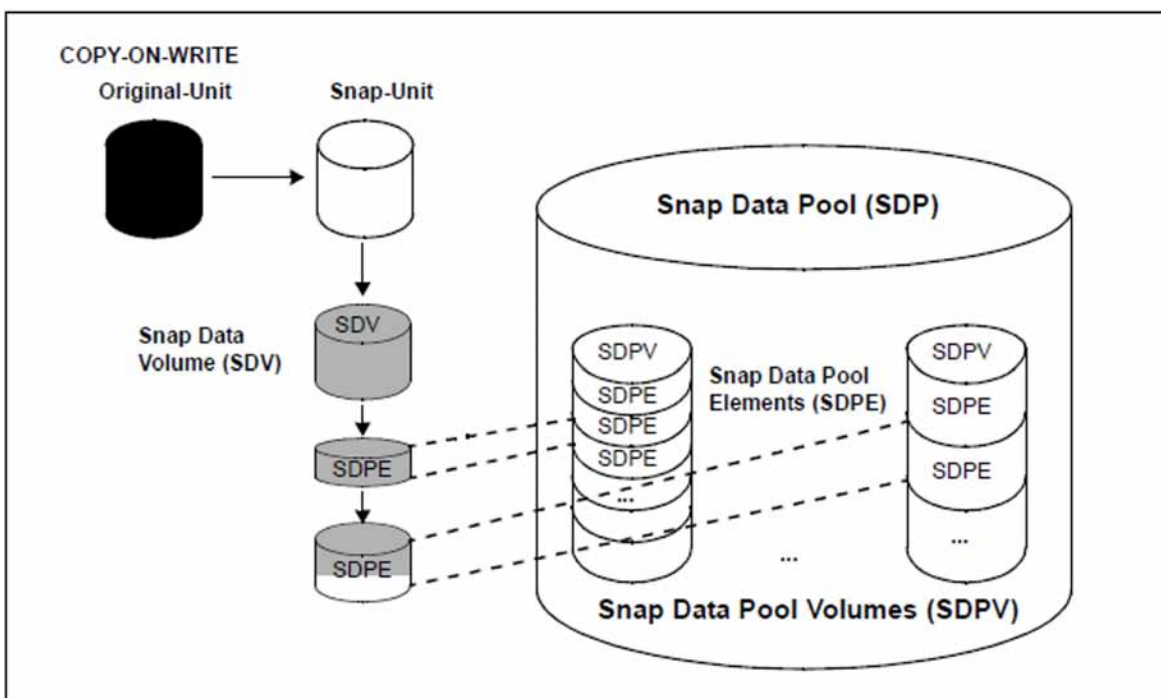 COPY-ON-WRITE
Original-Unit
Snap-Unit
Snap Data Pool (SDP)
Snap Data
Volume (SDV)
SDV
SDPE
SDPE
SDPV
SDPE
SDPE
SDPE
...
Snap Data Pool
Elements (SDPE)
SDPV
SDPE
SDPE
...
...
Snap Data Pool Volumes (SDPV)